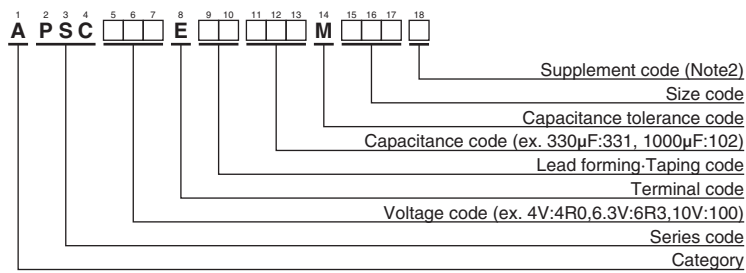 1 2 3 4 5 6 7 8 9 10 11 12 13 14 15 16 17 18
A PSC E M
Supplement code (Note2)
Size code
Capacitance tolerance code
Capacitance code (ex. 330μF:331, 1000μF:102)
Lead forming·Taping code
Terminal code
Voltage code (ex. 4V:4R0,6.3V:6R3,10V:100)
Series code
Category